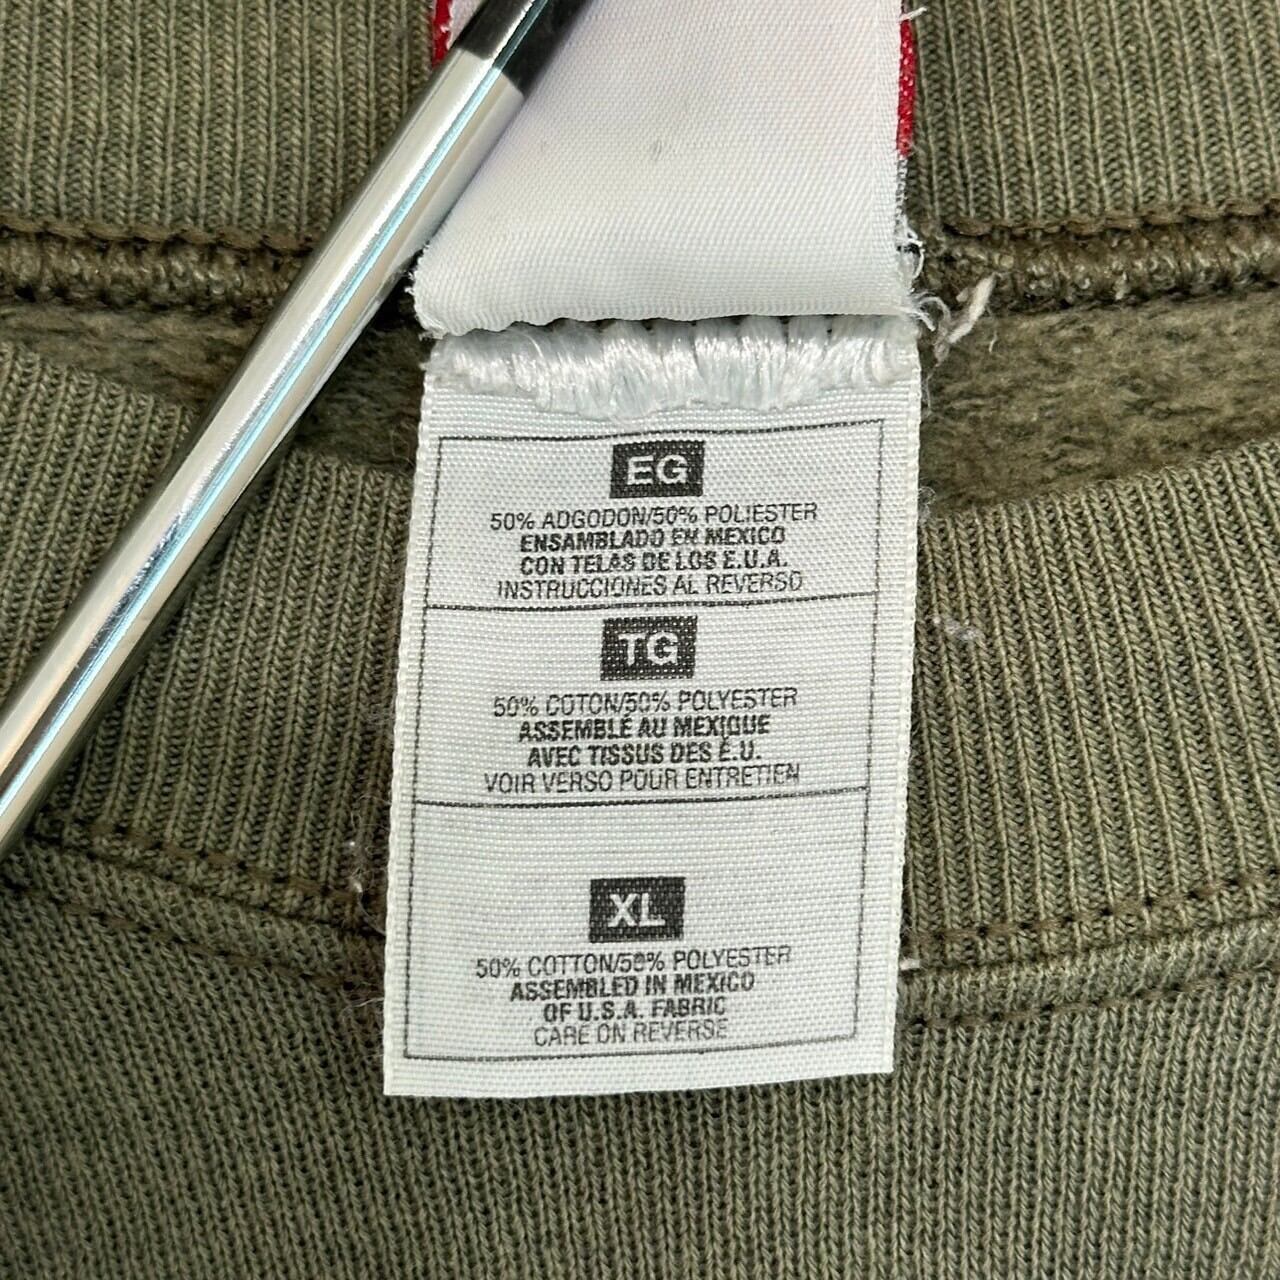 EG
50% ADGODON/50% POLIESTER
ENSAMBLADO EN MEXICO
CON TELAS DE LOS E.U.A.
INSTRUCCIONES AL REVERSO
TG
50% COTON/50% POLYESTER
ASSEMBLÉ AU MEXIQUE
AVEC TISSUS DES É.U.
VOIR VERSO POUR ENTRETIEN
XL
50% COTTON/50% POLYESTER
ASSEMBLED IN MEXICO
OF U.S.A. FABRIC
CARE ON REVERSE